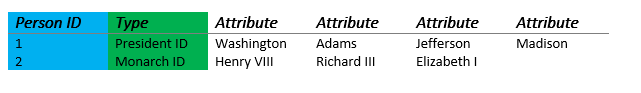 Person ID Type Attribute Attribute Attribute Attribute
1 President ID Washington Adams Jefferson Madison
2 Monarch ID Henry VIII Richard III Elizabeth I